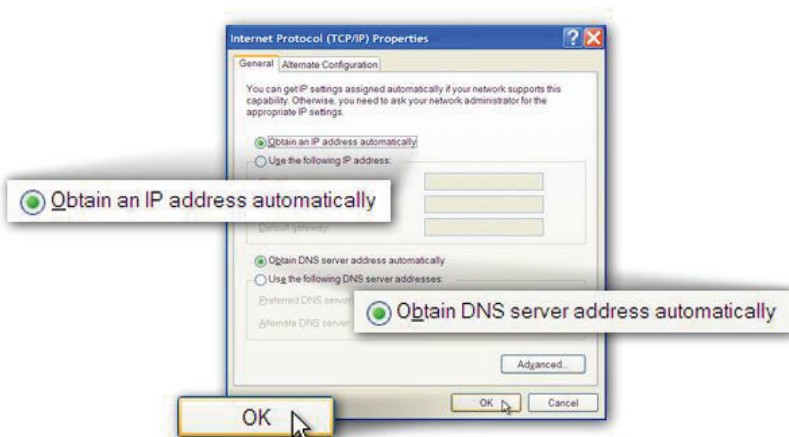 Internet Protocol (TCP/IP) Properties
General
Alternate Configuration
You can get IP settings assigned automatically if your network supports this
capability. Otherwise, you need to ask your network administrator for the
appropriate IP settings.
Obtain an IP address automatically
Use the following IP address:
Obtain an IP address automatically
Default gateway:
Obtain DNS server address automatically
Use the following DNS server addresses:
Preferred DNS server
Obtain DNS server address automatically
Alternate DNS server:
Advanced...
OK
Cancel
OK